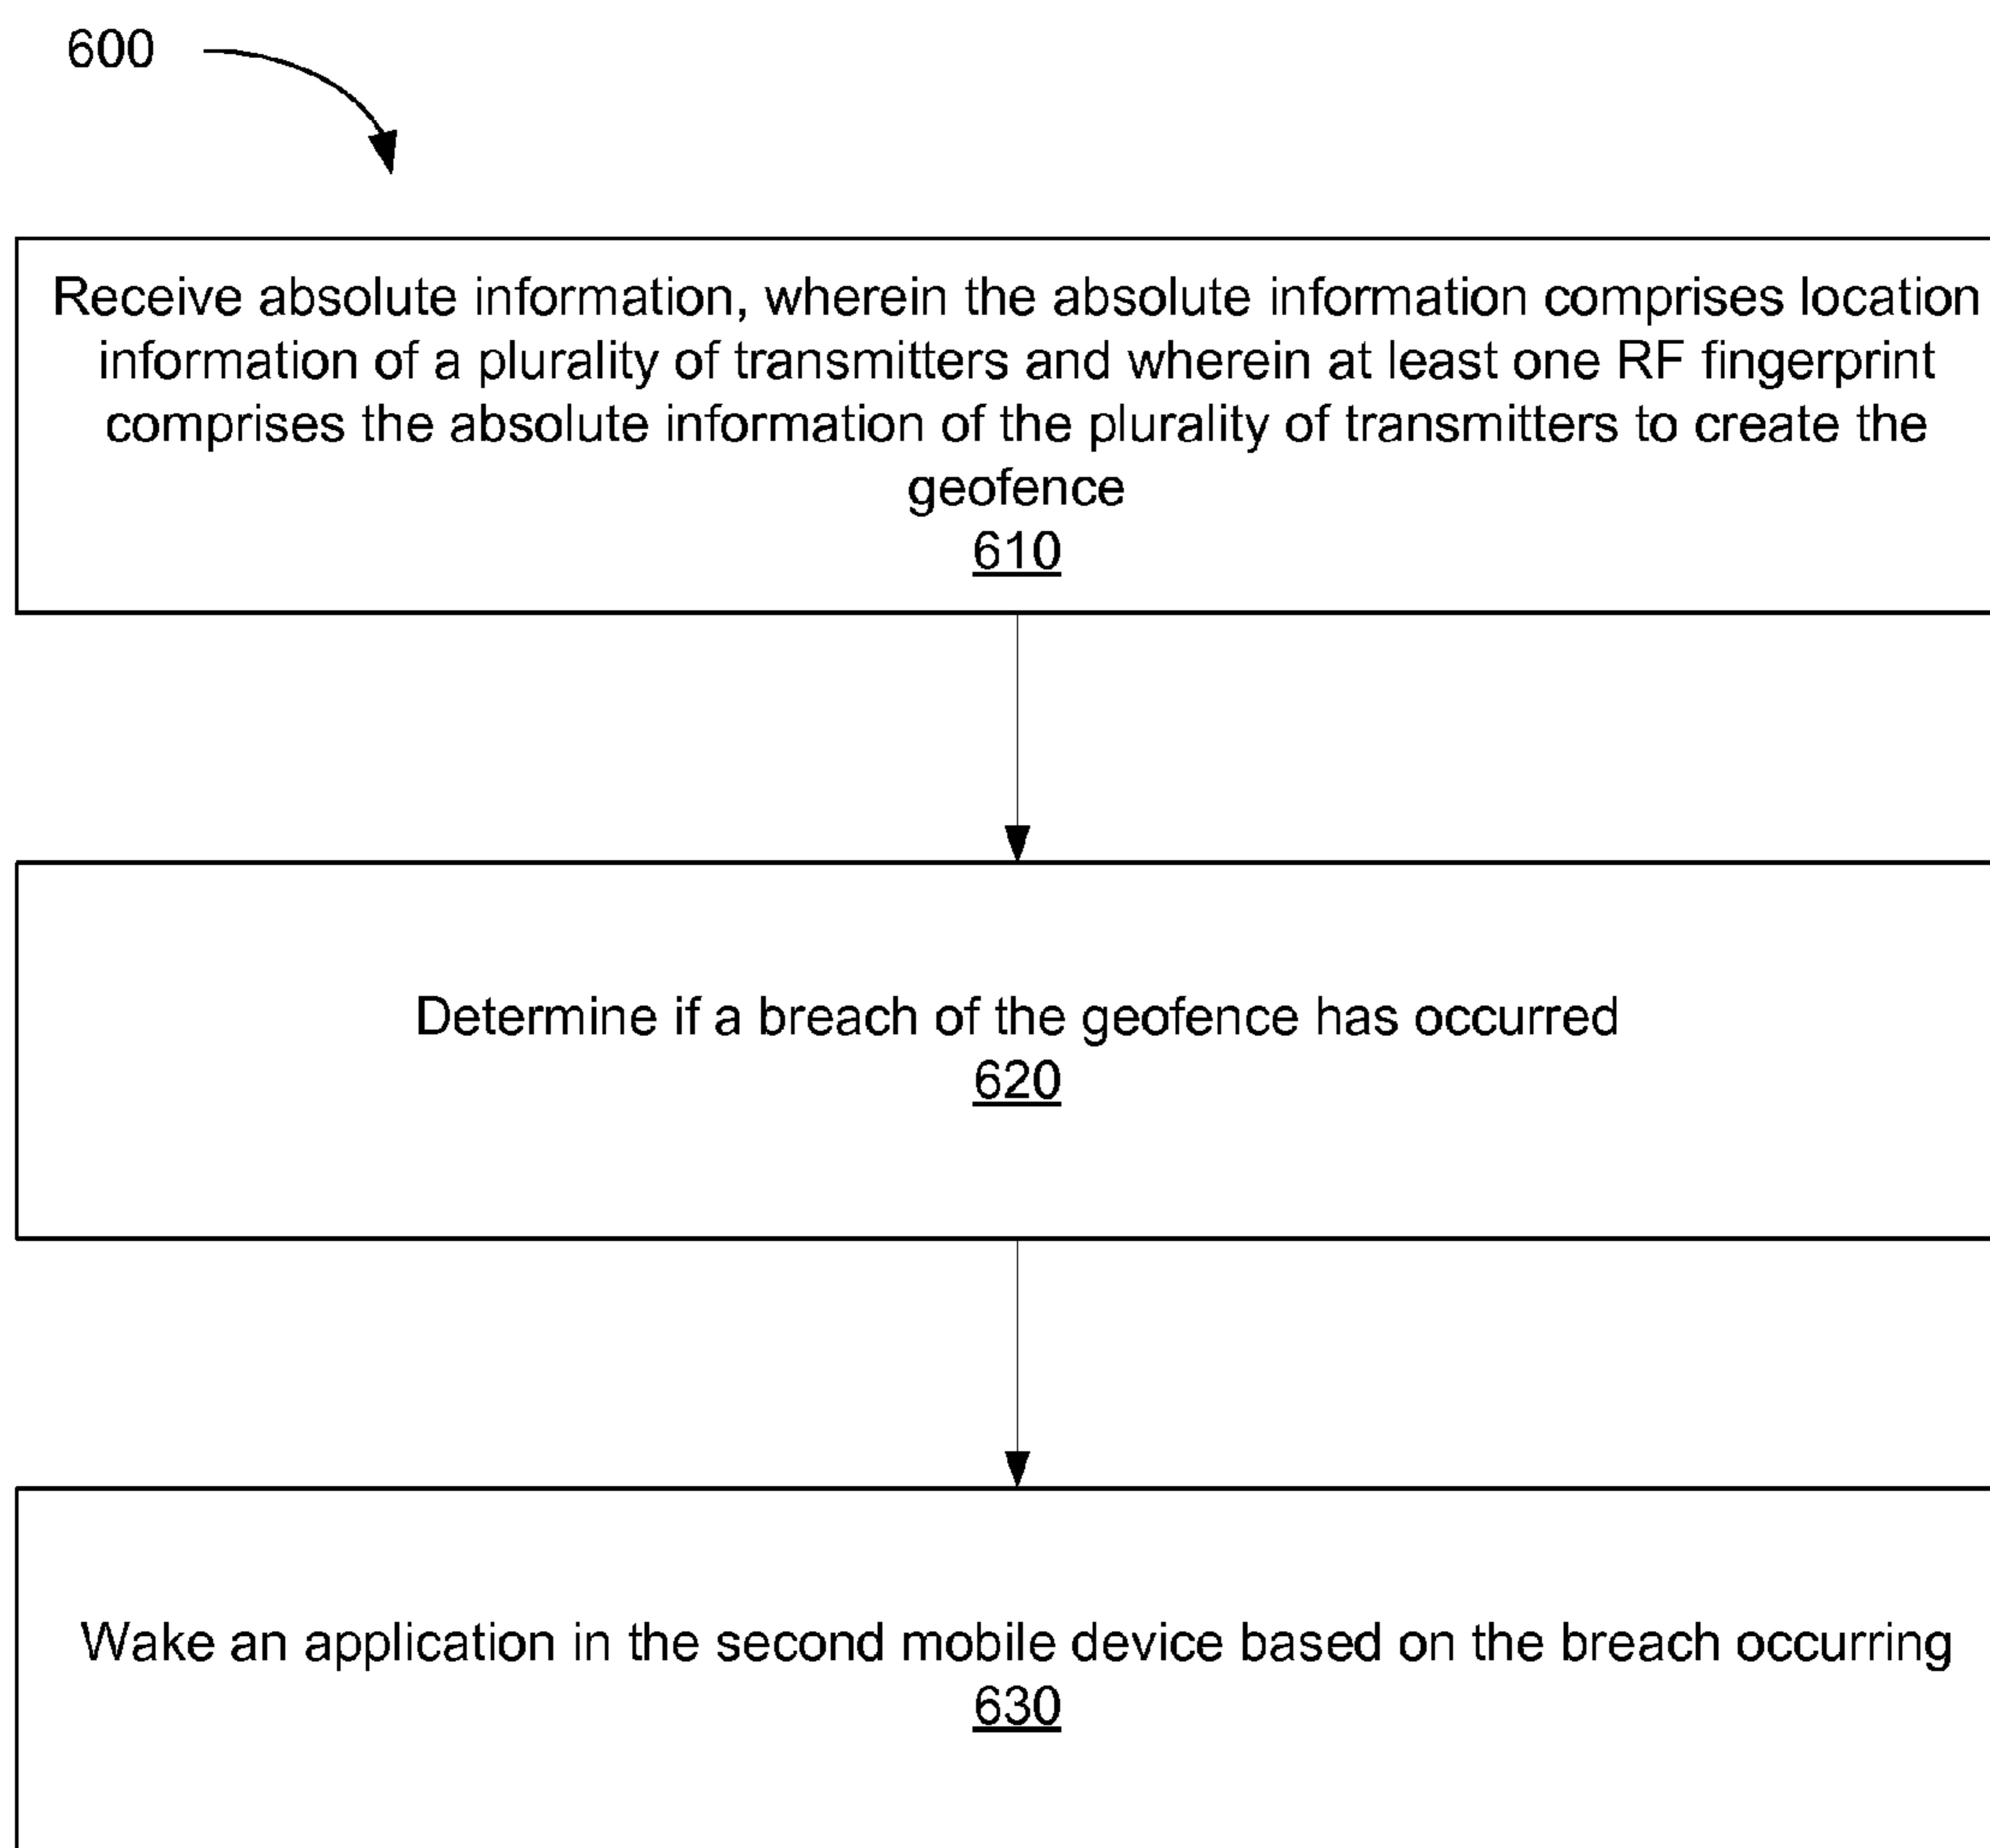 600
Receive absolute information, wherein the absolute information comprises location
information of a plurality of transmitters and wherein at least one RF fingerprint
comprises the absolute information of the plurality of transmitters to create the
geofence
610
Determine if a breach of the geofence has occurred
620
Wake an application in the second mobile device based on the breach occurring
630